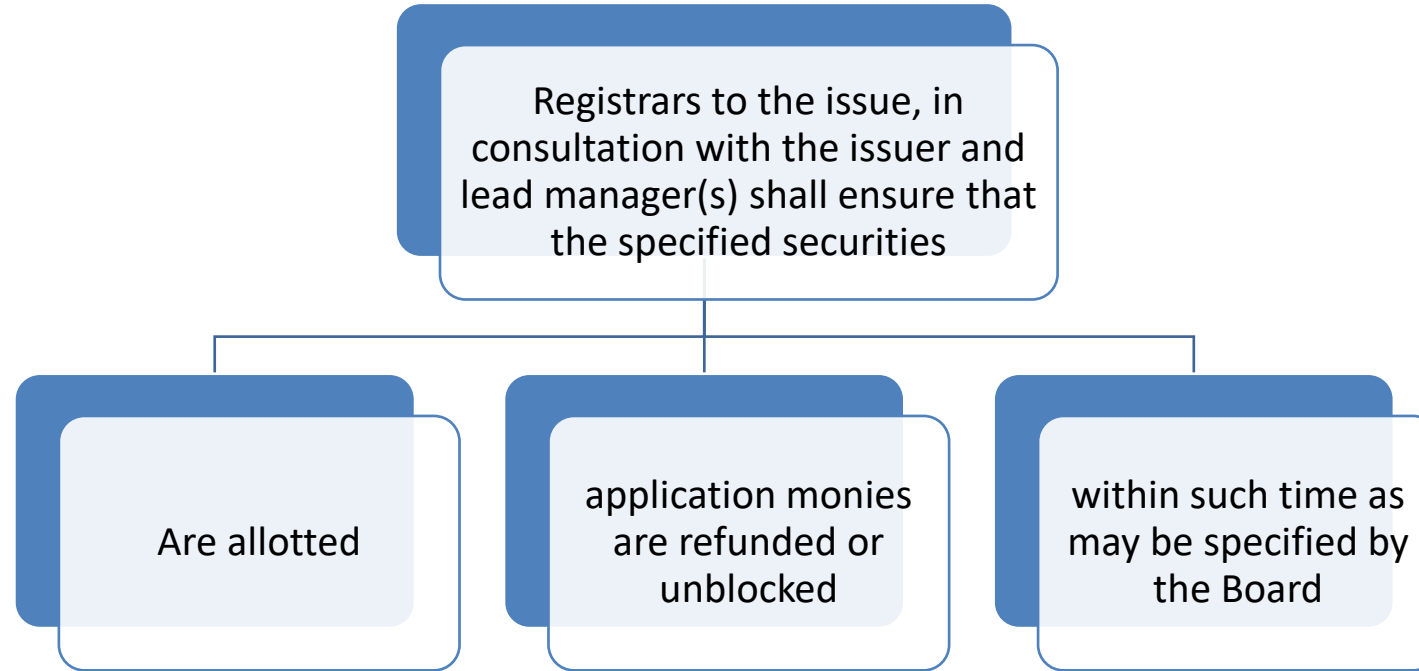 Registrars to the issue, in
consultation with the issuer and
lead manager(s) shall ensure that
the specified securities
Are allotted
application monies
are refunded or
unblocked
within such time as
may be specified by
the Board